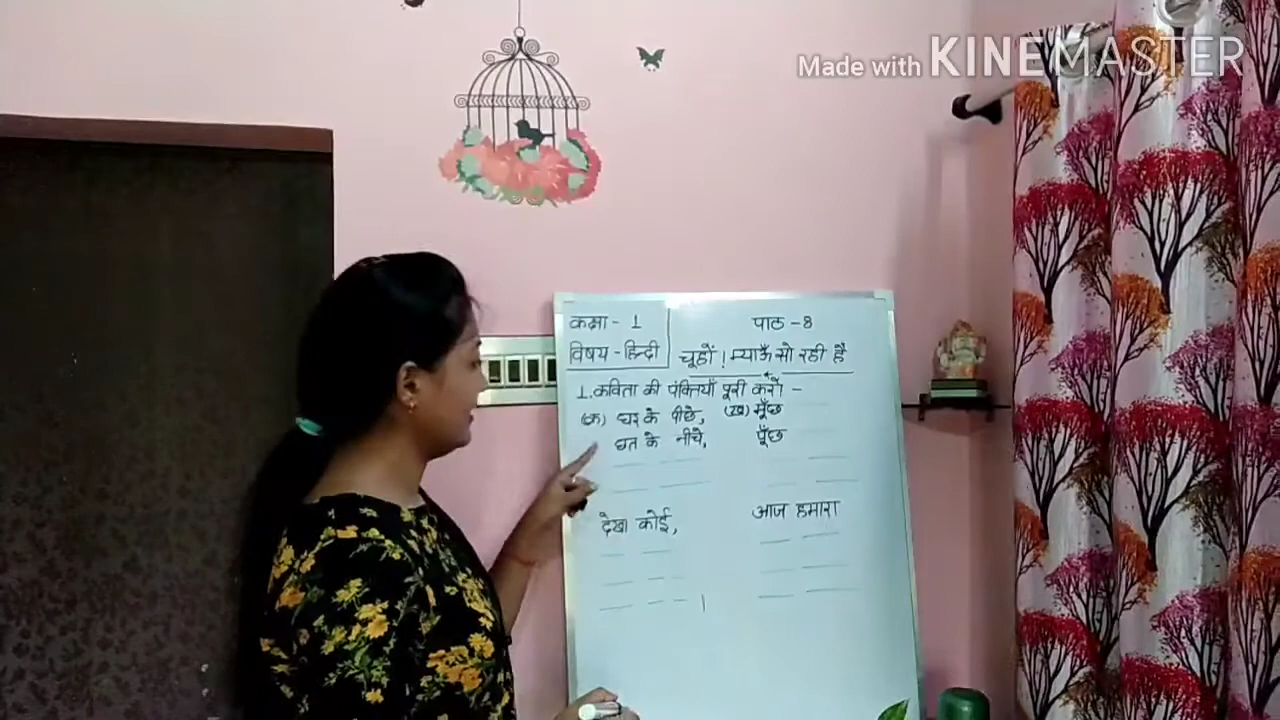 Made with KINEMASTER
कक्षा - 1
विषय - हिन्दी
पाठ - 8
चूहों ! म्याऊँ सो रही है
1. कविता की पंक्तियाँ पूरी करो -
(क) घर के पीछे,
छत के नीचे,
देखा कोई,
(ख) मूँछ
पूँछ
आज हमारा